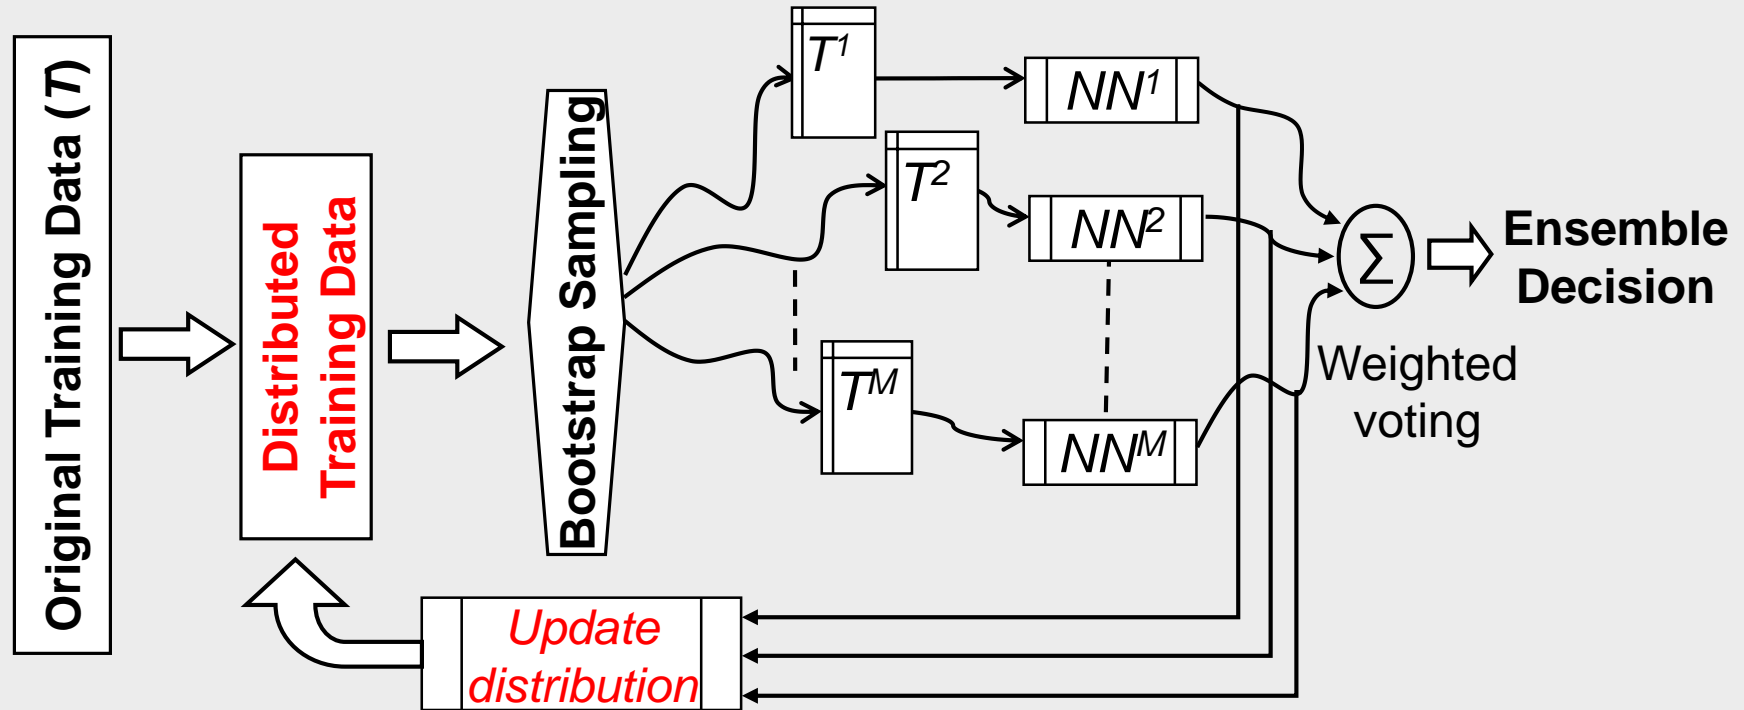 Original Training Data (T)
Distributed
Training Data
Bootstrap Sampling
T¹
NN¹
T²
NN²
Tᴹ
NNᴹ
Σ
Ensemble
Decision
Weighted
voting
Update
distribution